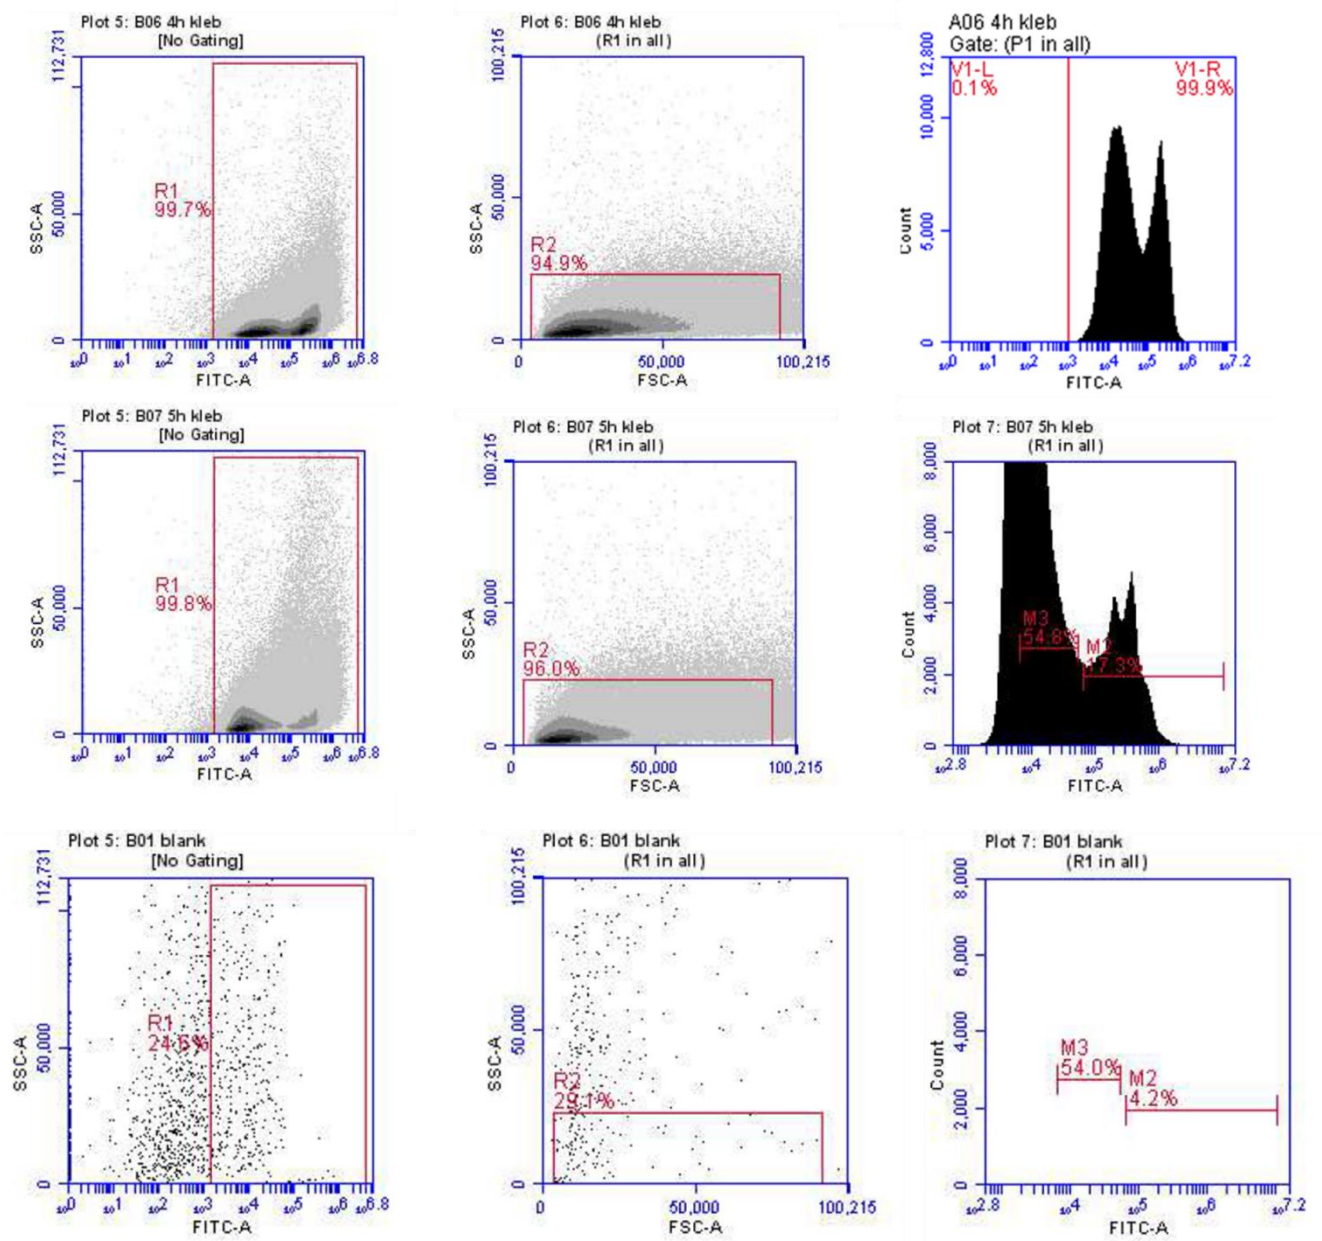 Plot 5: B06 4h kleb
[No Gating]
112,731
50,000
0
SSC-A
R1
99.7%
10^0 10^1 10^2 10^3 10^4 10^5 10^6.8
FITC-A
Plot 6: B06 4h kleb
(R1 in all)
100,215
50,000
0
SSC-A
R2
94.9%
0 50,000 100,215
FSC-A
A06 4h kleb
Gate: (P1 in all)
12,800
10,000
5,000
0
Count
V1-L
0.1%
V1-R
99.9%
10^0 10^1 10^2 10^3 10^4 10^5 10^6 10^7.2
FITC-A
Plot 5: B07 5h kleb
[No Gating]
112,731
50,000
0
SSC-A
R1
99.8%
10^0 10^1 10^2 10^3 10^4 10^5 10^6.8
FITC-A
Plot 6: B07 5h kleb
(R1 in all)
100,215
50,000
0
SSC-A
R2
96.0%
0 50,000 100,215
FSC-A
Plot 7: B07 5h kleb
(R1 in all)
8,000
6,000
4,000
2,000
0
Count
M3
54.8%
M2
17.3%
10^2.8 10^4 10^5 10^6 10^7.2
FITC-A
Plot 5: B01 blank
[No Gating]
112,731
50,000
0
SSC-A
R1
24.5%
10^0 10^1 10^2 10^3 10^4 10^5 10^6.8
FITC-A
Plot 6: B01 blank
(R1 in all)
100,215
50,000
0
SSC-A
R2
29.1%
0 50,000 100,215
FSC-A
Plot 7: B01 blank
(R1 in all)
8,000
6,000
4,000
2,000
0
Count
M3
54.0%
M2
4.2%
10^2.8 10^4 10^5 10^6 10^7.2
FITC-A